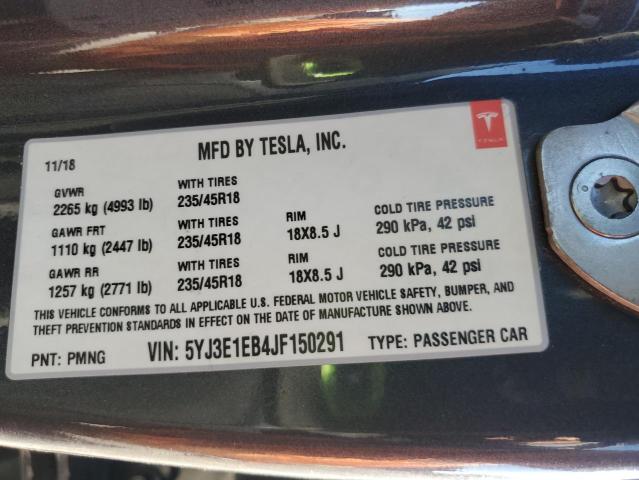 MFD BY TESLA, INC.
TESLA
11/18
GVWR WITH TIRES
2265 kg (4993 lb) 235/45R18
GAWR FRT WITH TIRES RIM COLD TIRE PRESSURE
1110 kg (2447 lb) 235/45R18 18X8.5 J 290 kPa, 42 psi
GAWR RR WITH TIRES RIM COLD TIRE PRESSURE
1257 kg (2771 lb) 235/45R18 18X8.5 J 290 kPa, 42 psi
THIS VEHICLE CONFORMS TO ALL APPLICABLE U.S. FEDERAL MOTOR VEHICLE SAFETY, BUMPER, AND
THEFT PREVENTION STANDARDS IN EFFECT ON THE DATE OF MANUFACTURE SHOWN ABOVE.
PNT: PMNG VIN: 5YJ3E1EB4JF150291 TYPE: PASSENGER CAR